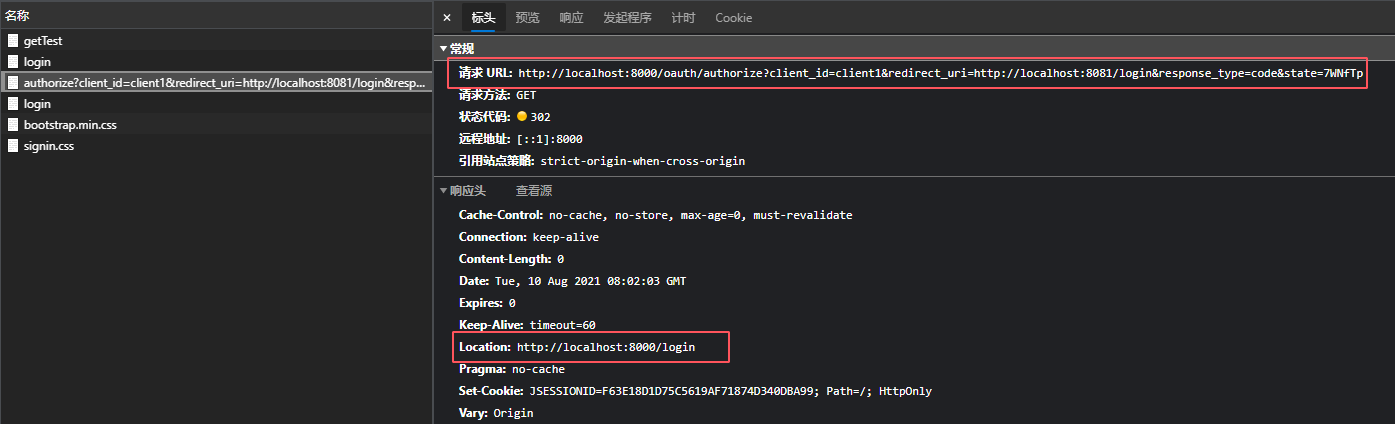 名称
getTest
login
authorize?client_id=client1&redirect_uri=http://localhost:8081/login&resp...
login
bootstrap.min.css
signin.css
× 标头 预览 响应 发起程序 计时 Cookie
常规
请求 URL: http://localhost:8000/oauth/authorize?client_id=client1&redirect_uri=http://localhost:8081/login&response_type=code&state=7WNfTp
请求方法: GET
状态代码: 302
远程地址: [::1]:8000
引用站点策略: strict-origin-when-cross-origin
响应头 查看源
Cache-Control: no-cache, no-store, max-age=0, must-revalidate
Connection: keep-alive
Content-Length: 0
Date: Tue, 10 Aug 2021 08:02:03 GMT
Expires: 0
Keep-Alive: timeout=60
Location: http://localhost:8000/login
Pragma: no-cache
Set-Cookie: JSESSIONID=F63E18D1D75C5619AF71874D340DBA99; Path=/; HttpOnly
Vary: Origin